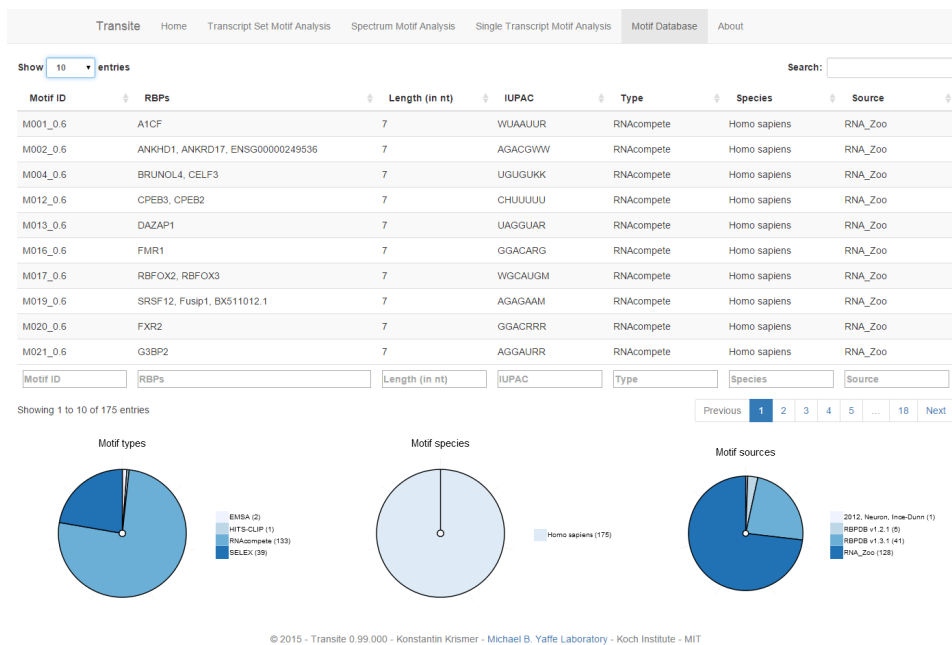 Transite Home Transcript Set Motif Analysis Spectrum Motif Analysis Single Transcript Motif Analysis Motif Database About
Show 10 entries Search:
Motif ID RBPs Length (in nt) IUPAC Type Species Source
M001_0.6 A1CF 7 WUAAUUR RNAcompete Homo sapiens RNA_Zoo
M002_0.6 ANKHD1, ANKRD17, ENSG00000249536 7 AGACGWW RNAcompete Homo sapiens RNA_Zoo
M004_0.6 BRUNOL4, CELF3 7 UGUGUKK RNAcompete Homo sapiens RNA_Zoo
M012_0.6 CPEB3, CPEB2 7 CHUUUUU RNAcompete Homo sapiens RNA_Zoo
M013_0.6 DAZAP1 7 UAGGUAR RNAcompete Homo sapiens RNA_Zoo
M016_0.6 FMR1 7 GGACARG RNAcompete Homo sapiens RNA_Zoo
M017_0.6 RBFOX2, RBFOX3 7 WGCAUGM RNAcompete Homo sapiens RNA_Zoo
M019_0.6 SRSF12, Fusip1, BX511012.1 7 AGAGAAM RNAcompete Homo sapiens RNA_Zoo
M020_0.6 FXR2 7 GGACRRR RNAcompete Homo sapiens RNA_Zoo
M021_0.6 G3BP2 7 AGGAURR RNAcompete Homo sapiens RNA_Zoo
Motif ID RBPs Length (in nt) IUPAC Type Species Source
Showing 1 to 10 of 175 entries Previous 1 2 3 4 5 ... 18 Next
Motif types
EMSA (2)
HITS-CLIP (1)
RNAcompete (133)
SELEX (39)
Motif species
Homo sapiens (175)
Motif sources
2012, Neuron, Ince-Dunn (1)
RBPDB v1.2.1 (5)
RBPDB v1.3.1 (41)
RNA_Zoo (128)
© 2015 - Transite 0.99.000 - Konstantin Krismer - Michael B. Yaffe Laboratory - Koch Institute - MIT